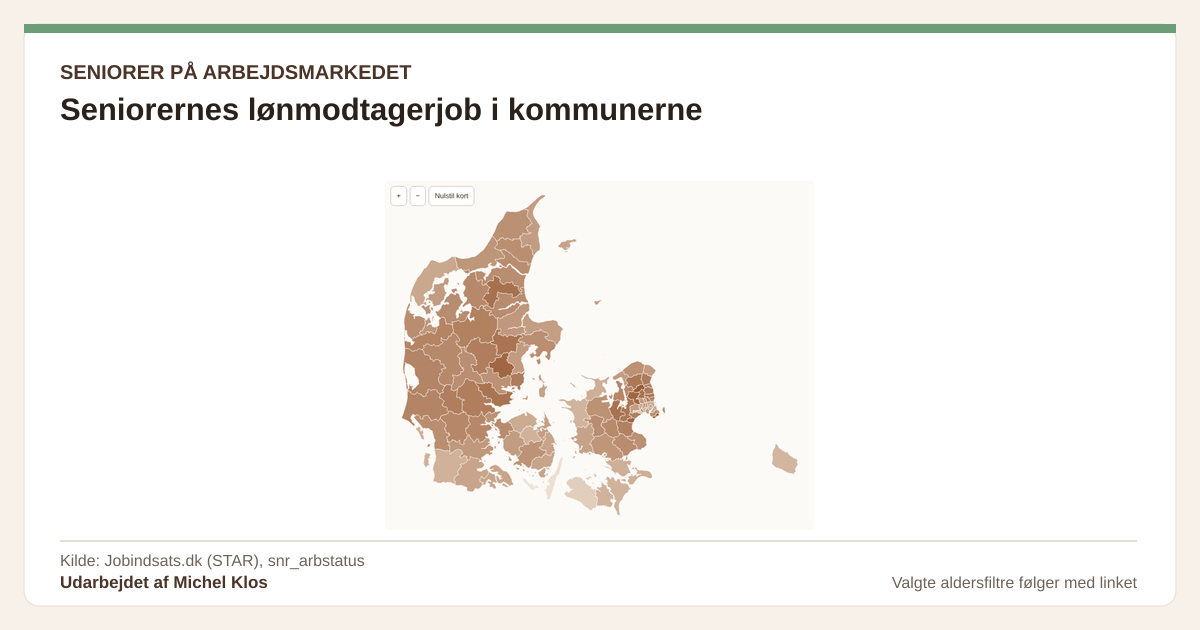 SENIORER PÅ ARBEJDSMARKEDET
Seniorernes lønmodtagerjob i kommunerne
+ − Nulstil kort
Kilde: Jobindsats.dk (STAR), snr_arbstatus
Udarbejdet af Michel Klos
Valgte aldersfiltre følger med linket